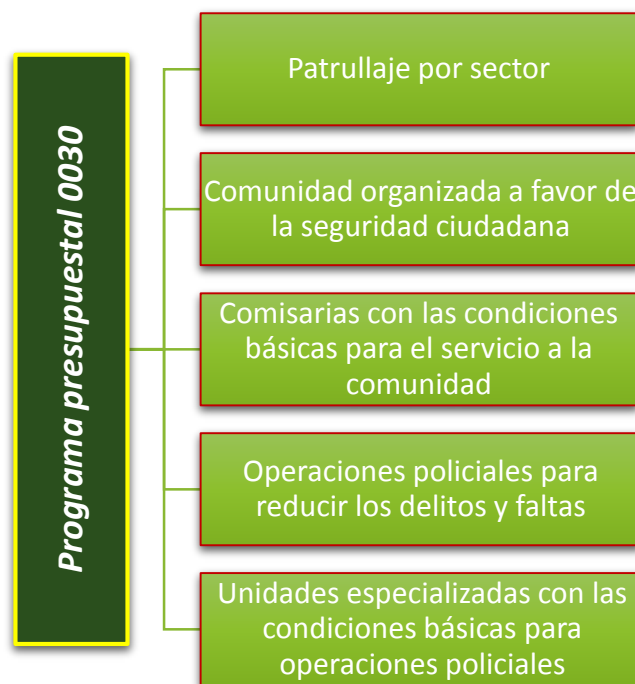 Programa presupuestal 0030
Patrullaje por sector
Comunidad organizada a favor de
la seguridad ciudadana
Comisarias con las condiciones
básicas para el servicio a la
comunidad
Operaciones policiales para
reducir los delitos y faltas
Unidades especializadas con las
condiciones básicas para
operaciones policiales